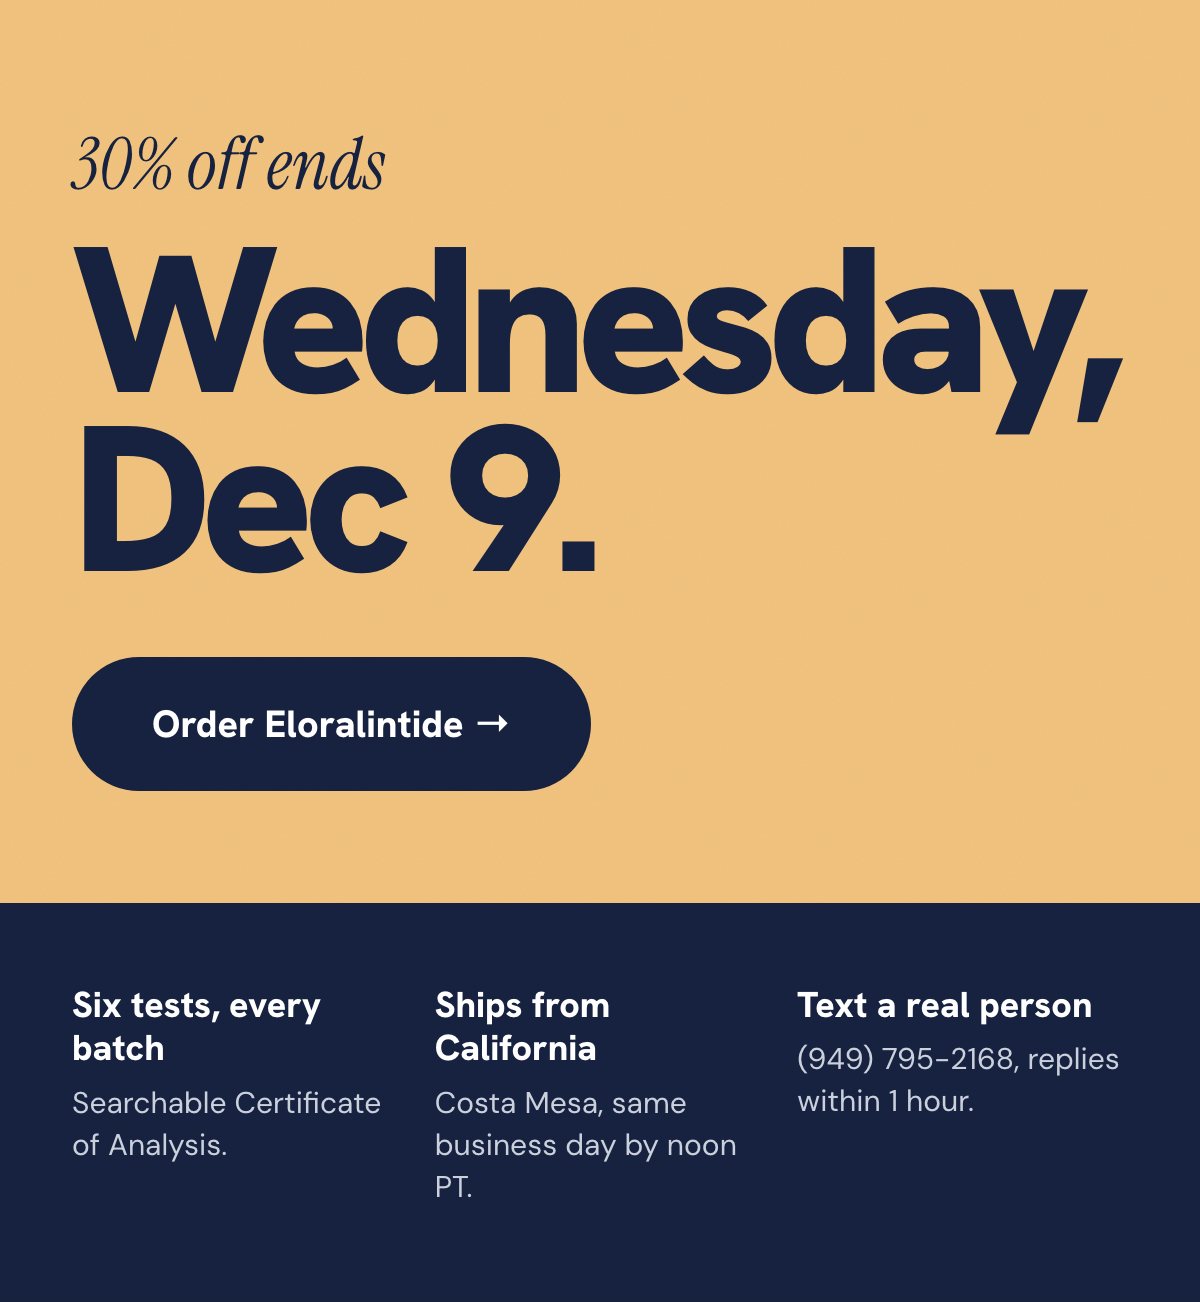 30% off ends
Wednesday,
Dec 9.
Order Eloralintide →
Six tests, every
batch
Searchable Certificate
of Analysis.
Ships from
California
Costa Mesa, same
business day by noon
PT.
Text a real person
(949) 795-2168, replies
within 1 hour.